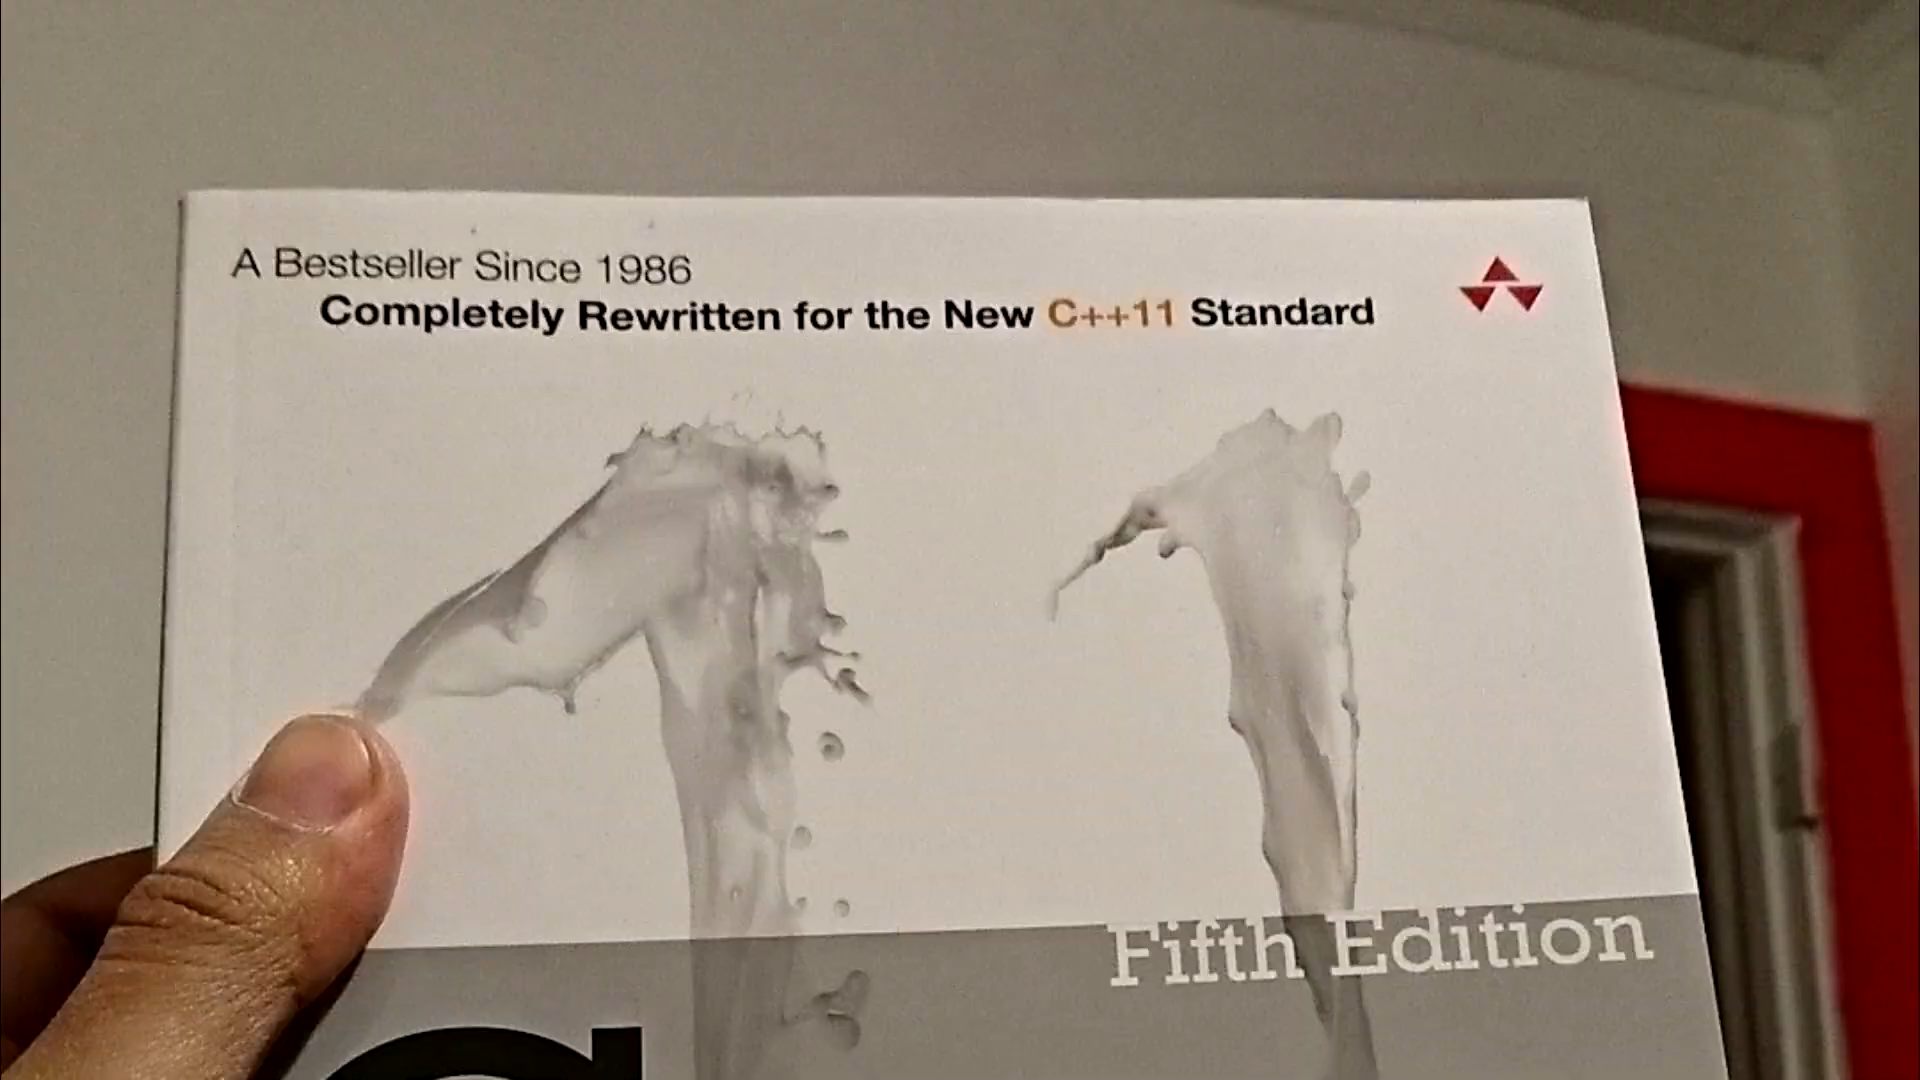 A Bestseller Since 1986
Completely Rewritten for the New C++11 Standard
Fifth Edition